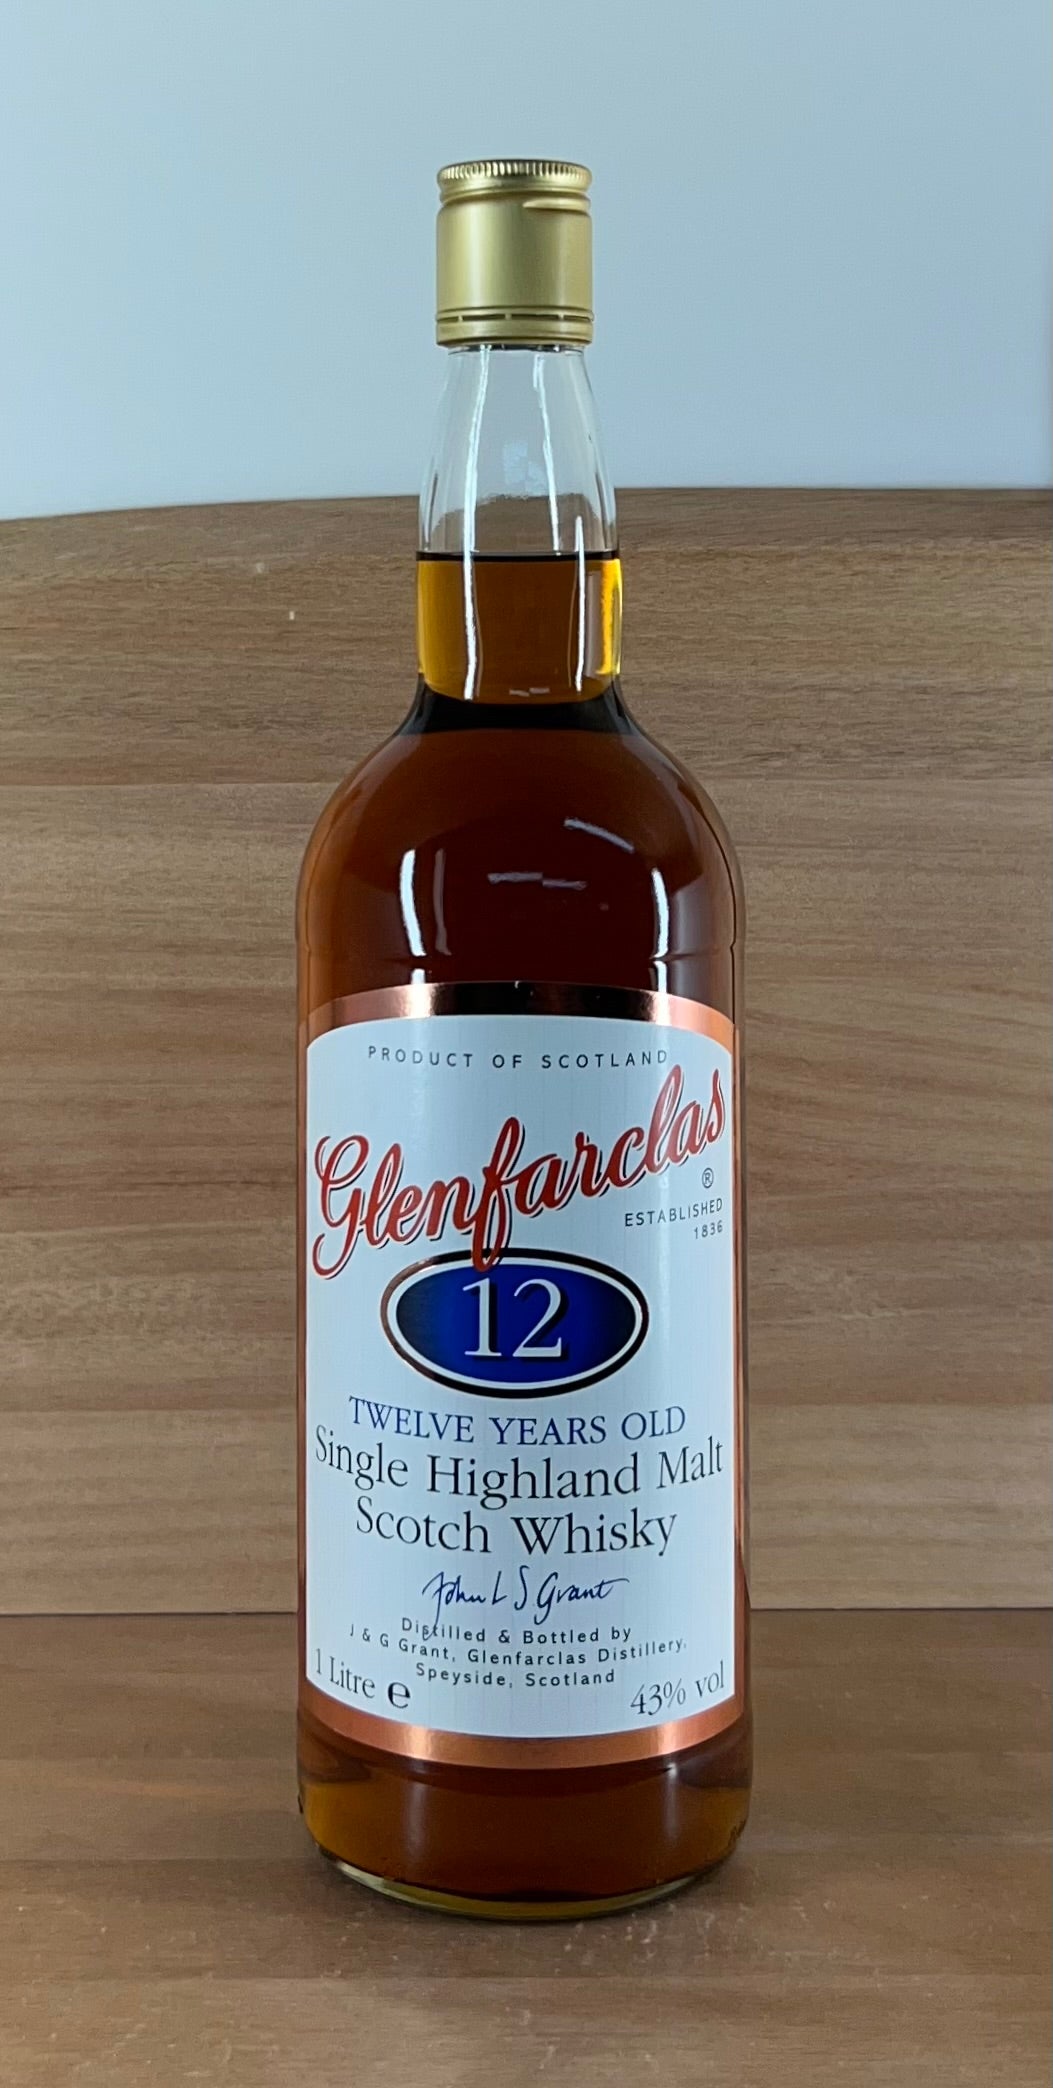 PRODUCT OF SCOTLAND
Glenfarclas
®
ESTABLISHED
1836
12
TWELVE YEARS OLD
Single Highland Malt
Scotch Whisky
John L S Grant
Distilled & Bottled by
J & G Grant, Glenfarclas Distillery,
Speyside, Scotland
1 Litre e
43% vol